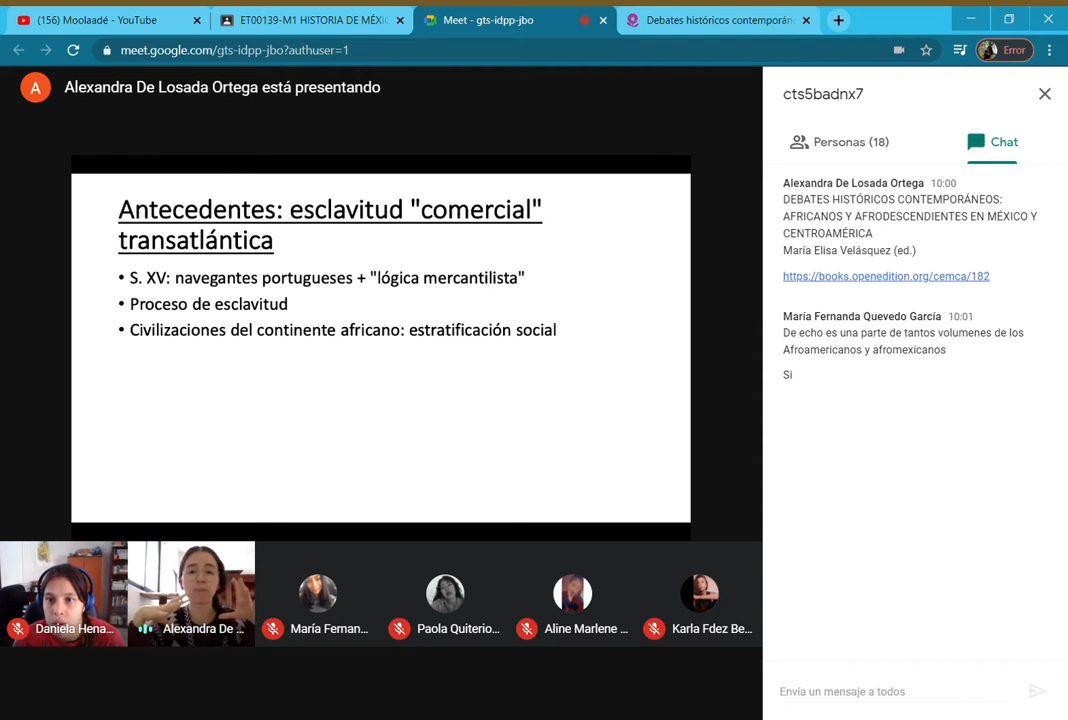 (156) Moolaadé - YouTube
ET00139-M1 HISTORIA DE MÉXIC
Meet - gts-idpp-jbo
Debates históricos contemporán
meet.google.com/gts-idpp-jbo?authuser=1
Error
A
Alexandra De Losada Ortega está presentando
Antecedentes: esclavitud "comercial"
transatlántica
• S. XV: navegantes portugueses + "lógica mercantilista"
• Proceso de esclavitud
• Civilizaciones del continente africano: estratificación social
Daniela Hena...
Alexandra De ...
María Fernan...
Paola Quiterio...
Aline Marlene ...
Karla Fdez Be...
cts5badnx7
Personas (18)
Chat
Alexandra De Losada Ortega 10:00
DEBATES HISTÓRICOS CONTEMPORÁNEOS:
AFRICANOS Y AFRODESCENDIENTES EN MÉXICO Y
CENTROAMÉRICA
María Elisa Velásquez (ed.)
https://books.openedition.org/cemca/182
María Fernanda Quevedo García 10:01
De echo es una parte de tantos volumenes de los
Afroamericanos y afromexicanos
Si
Envía un mensaje a todos